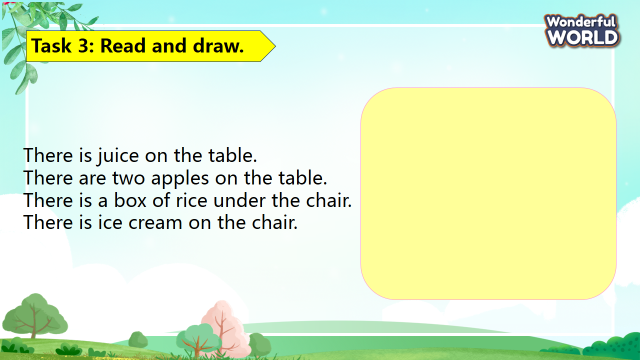 Task 3: Read and draw.
Wonderful
WORLD
There is juice on the table.
There are two apples on the table.
There is a box of rice under the chair.
There is ice cream on the chair.